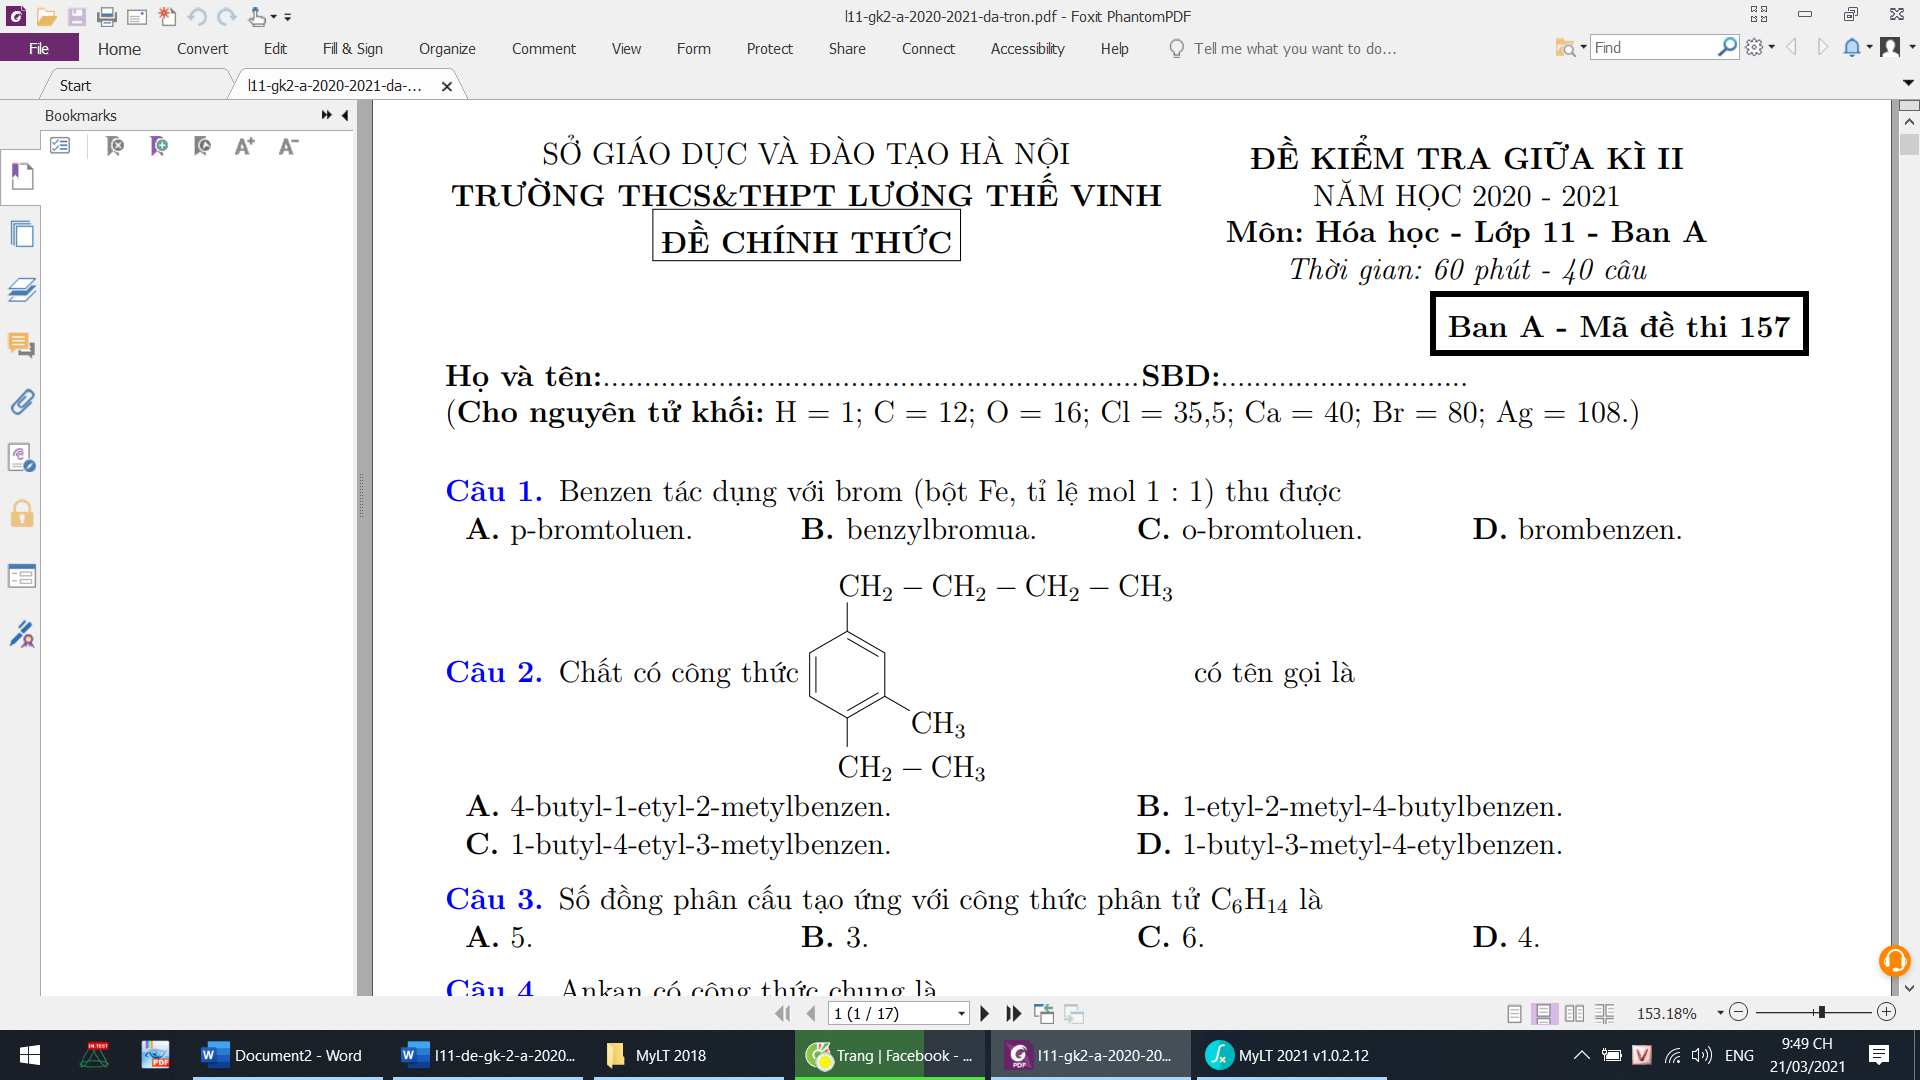 l11-gk2-a-2020-2021-da-tron.pdf - Foxit PhantomPDF
File Home Convert Edit Fill & Sign Organize Comment View Form Protect Share Connect Accessibility Help Tell me what you want to do... Find
Start l11-gk2-a-2020-2021-da-...
Bookmarks
SỞ GIÁO DỤC VÀ ĐÀO TẠO HÀ NỘI
TRƯỜNG THCS&THPT LƯƠNG THẾ VINH
ĐỀ CHÍNH THỨC
ĐỀ KIỂM TRA GIỮA KÌ II
NĂM HỌC 2020 - 2021
Môn: Hóa học - Lớp 11 - Ban A
Thời gian: 60 phút - 40 câu
Ban A - Mã đề thi 157
Họ và tên:.................................................................SBD:..............................
(Cho nguyên tử khối: H = 1; C = 12; O = 16; Cl = 35,5; Ca = 40; Br = 80; Ag = 108.)
Câu 1. Benzen tác dụng với brom (bột Fe, tỉ lệ mol 1 : 1) thu được
A. p-bromtoluen. B. benzylbromua. C. o-bromtoluen. D. brombenzen.
CH₂ − CH₂ − CH₂ − CH₃
Câu 2. Chất có công thức có tên gọi là
CH₃
CH₂ − CH₃
A. 4-butyl-1-etyl-2-metylbenzen. B. 1-etyl-2-metyl-4-butylbenzen.
C. 1-butyl-4-etyl-3-metylbenzen. D. 1-butyl-3-metyl-4-etylbenzen.
Câu 3. Số đồng phân cấu tạo ứng với công thức phân tử C₆H₁₄ là
A. 5. B. 3. C. 6. D. 4.
Câu 4. Ankan có công thức chung là
1 (1 / 17) 153.18%
Document2 - Word l11-de-gk-2-a-2020... MyLT 2018 Trang | Facebook - ... l11-gk2-a-2020-20... MyLT 2021 v1.0.2.12 ENG 9:49 CH
21/03/2021